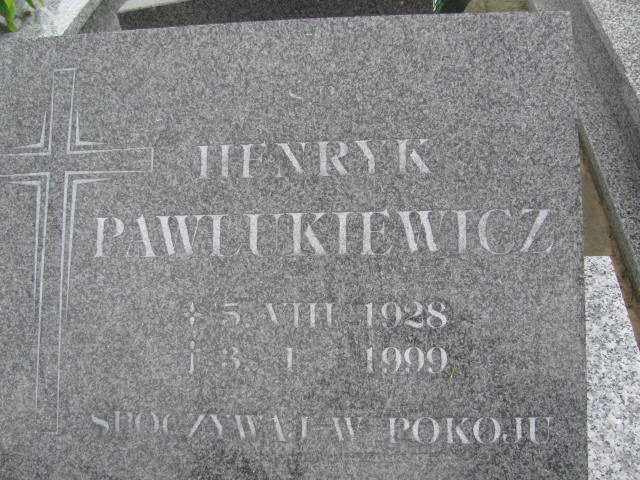 Ś.P.
HENRYK
PAWLUKIEWICZ
5. VIII 1928
† 3. I 1999
SPOCZYWAJ W POKOJU